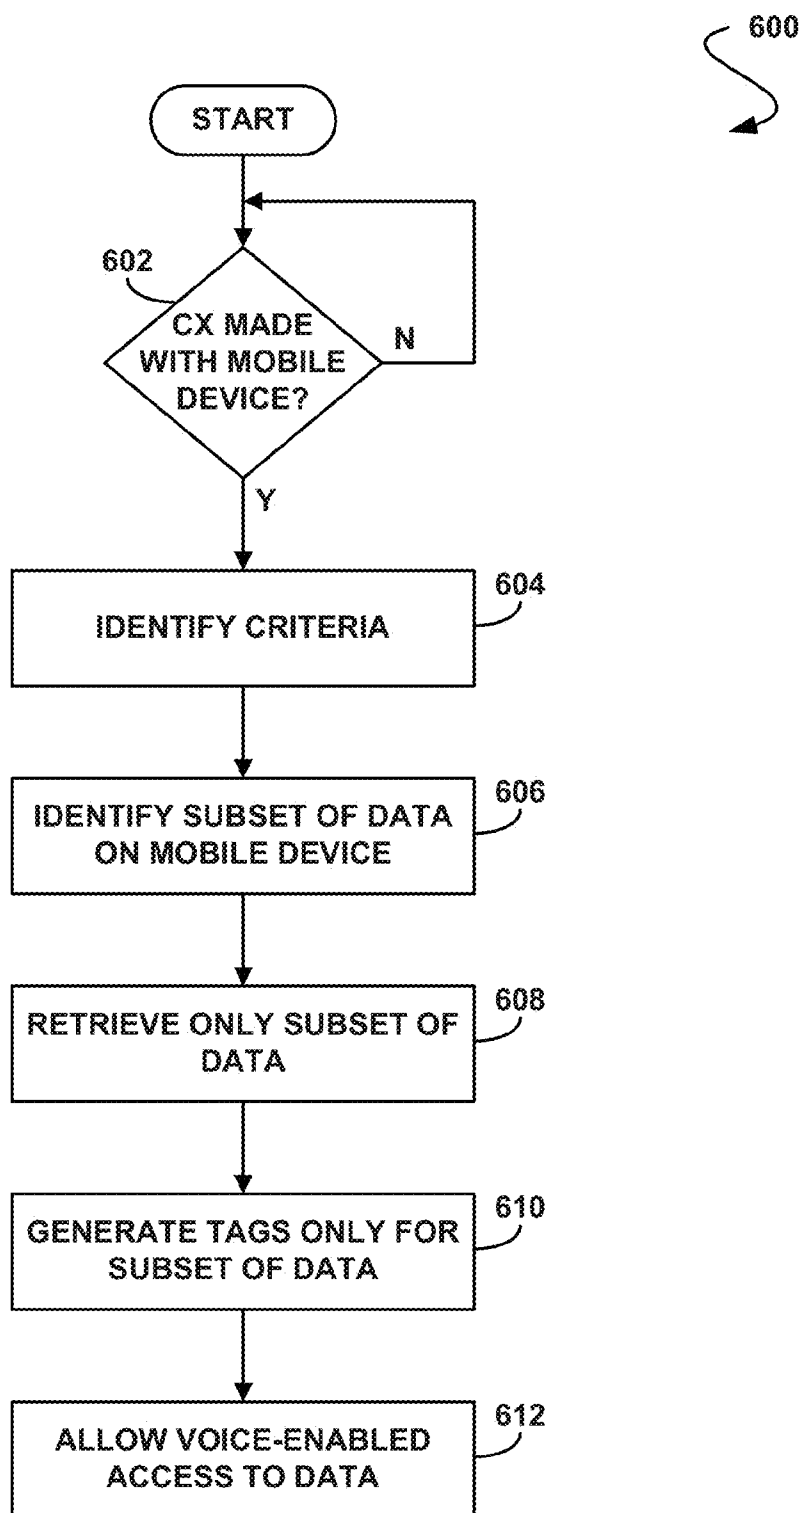 600
START
602
CX MADE
WITH MOBILE
DEVICE?
N
Y
604
IDENTIFY CRITERIA
606
IDENTIFY SUBSET OF DATA
ON MOBILE DEVICE
608
RETRIEVE ONLY SUBSET OF
DATA
610
GENERATE TAGS ONLY FOR
SUBSET OF DATA
612
ALLOW VOICE-ENABLED
ACCESS TO DATA